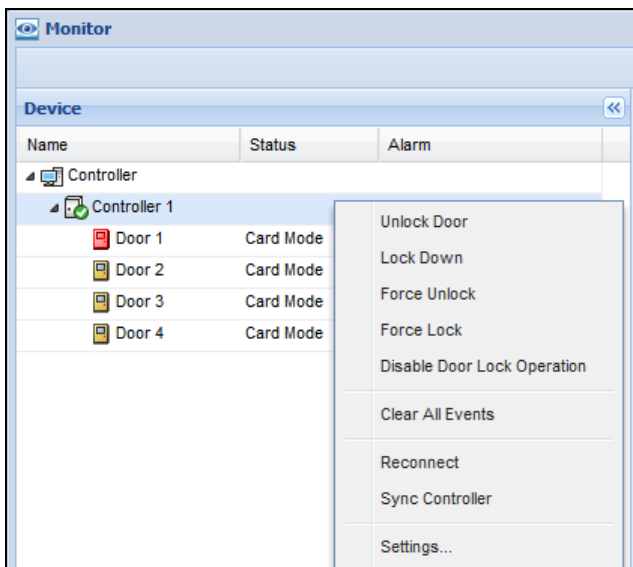 Monitor
Device
Name Status Alarm
Controller
Controller 1
Door 1 Card Mode
Door 2 Card Mode
Door 3 Card Mode
Door 4 Card Mode
Unlock Door
Lock Down
Force Unlock
Force Lock
Disable Door Lock Operation
Clear All Events
Reconnect
Sync Controller
Settings...